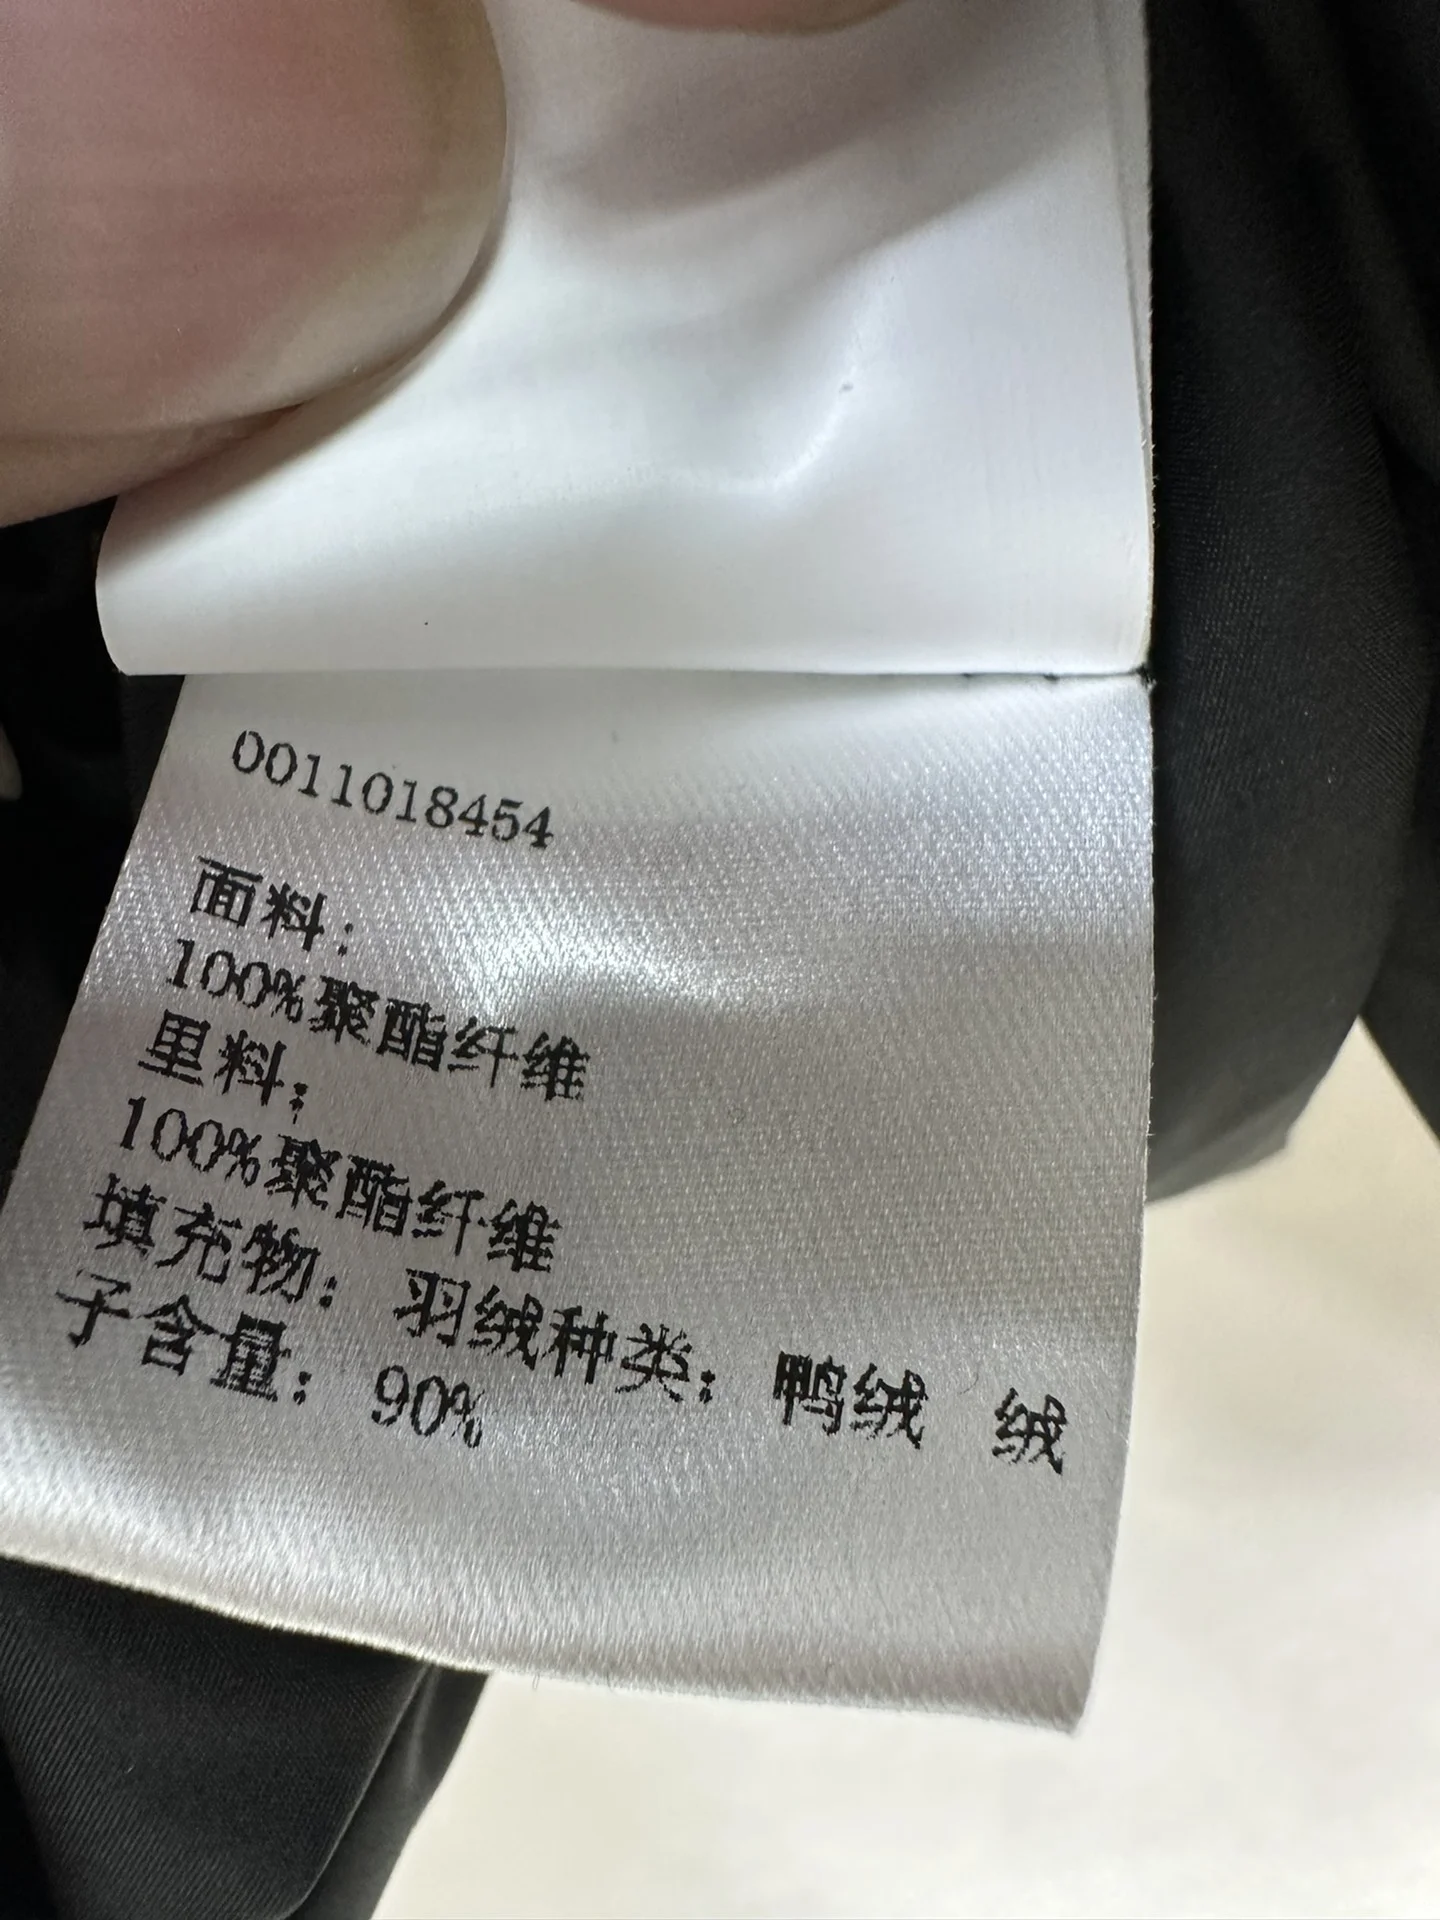 0011018454
面料:
100%聚酯纤维
里料:
100%聚酯纤维
填充物: 羽绒种类: 鸭绒 绒
子含量: 90%